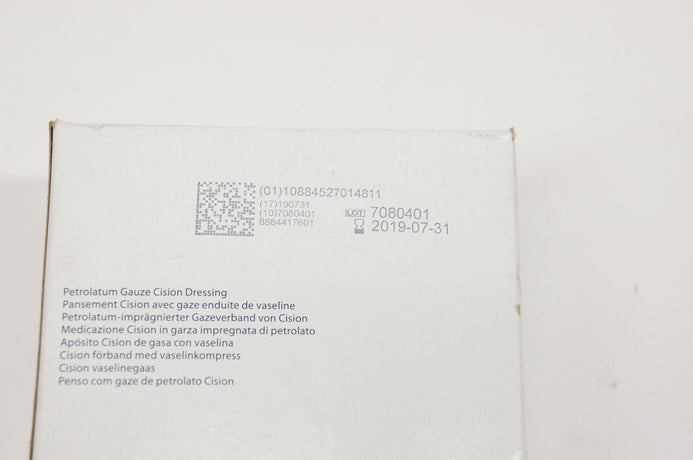 (01)10884527014811
(17)190731
(10)7080401
8884417601
LOT 7080401
2019-07-31
Petrolatum Gauze Cision Dressing
Pansement Cision avec gaze enduite de vaseline
Petrolatum-imprägnierter Gazeverband von Cision
Medicazione Cision in garza impregnata di petrolato
Apósito Cision de gasa con vaselina
Cision förband med vaselinkompress
Cision vaselinegaas
Penso com gaze de petrolato Cision